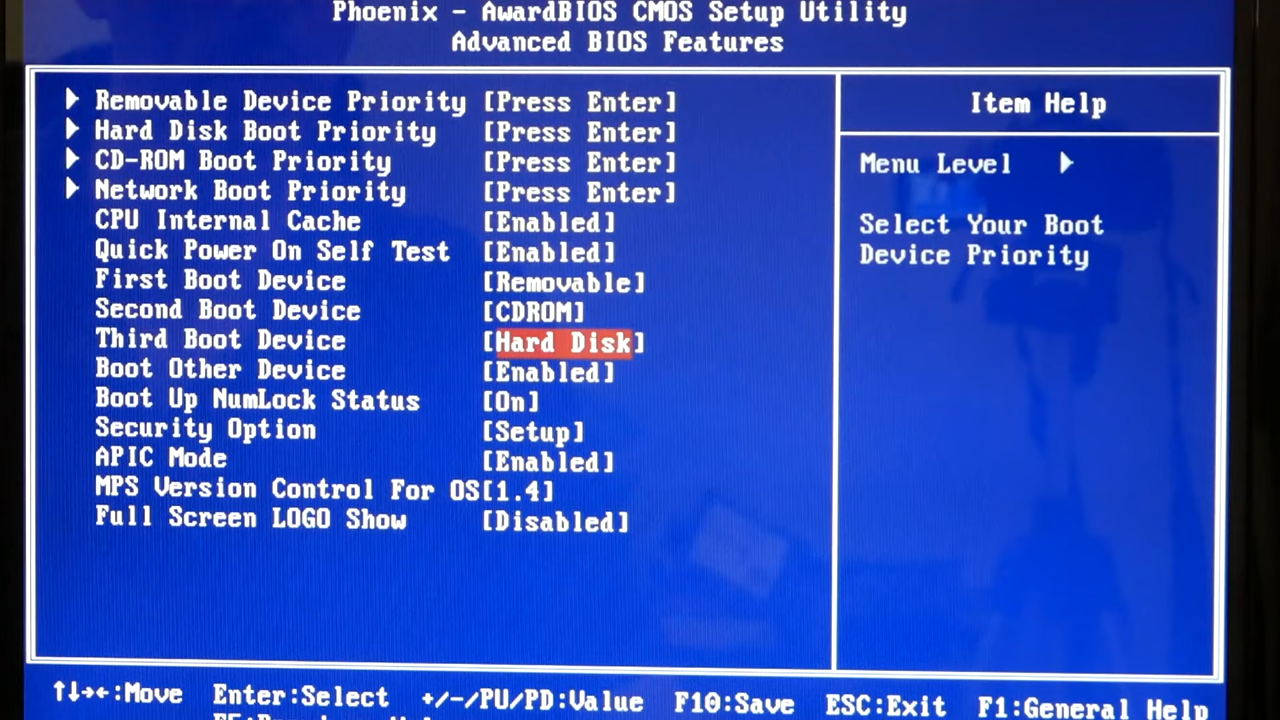 Phoenix - AwardBIOS CMOS Setup Utility
Advanced BIOS Features
Removable Device Priority [Press Enter]
Hard Disk Boot Priority [Press Enter]
CD-ROM Boot Priority [Press Enter]
Network Boot Priority [Press Enter]
CPU Internal Cache [Enabled]
Quick Power On Self Test [Enabled]
First Boot Device [Removable]
Second Boot Device [CDROM]
Third Boot Device [Hard Disk]
Boot Other Device [Enabled]
Boot Up NumLock Status [On]
Security Option [Setup]
APIC Mode [Enabled]
MPS Version Control For OS[1.4]
Full Screen LOGO Show [Disabled]
Item Help
Menu Level
Select Your Boot
Device Priority
↑↓→←:Move Enter:Select +/-/PU/PD:Value F10:Save ESC:Exit F1:General Help